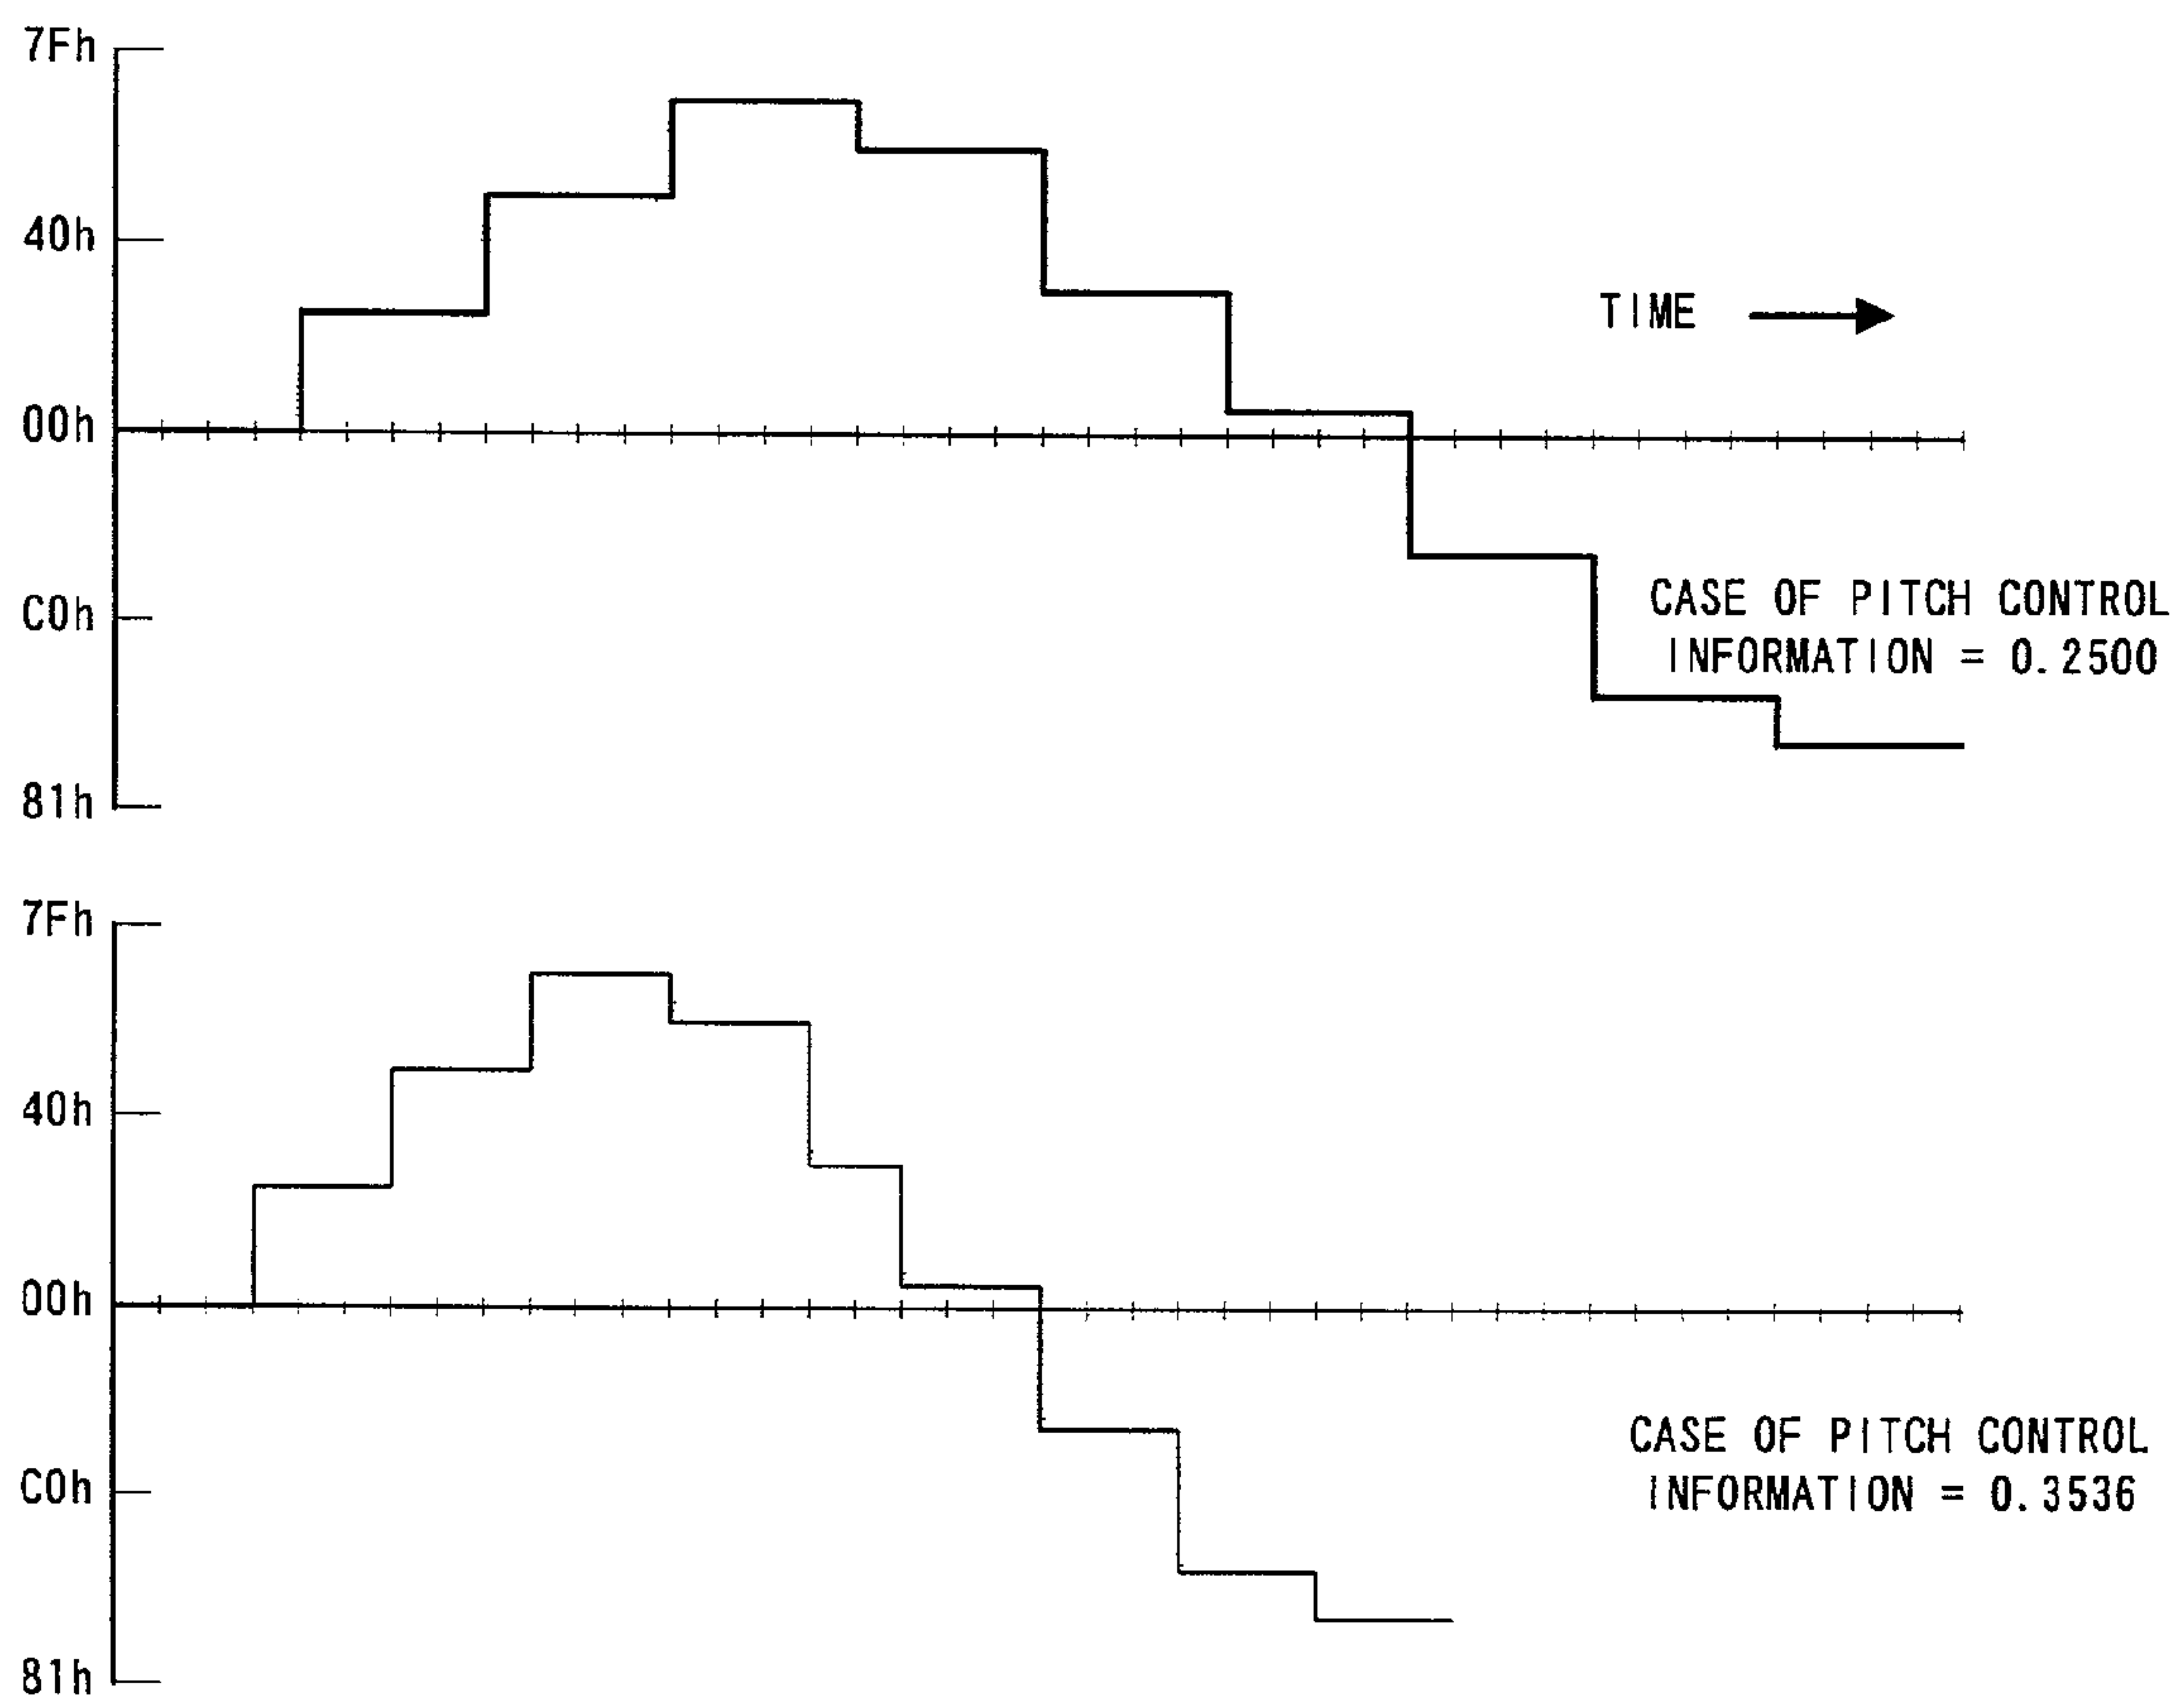 7Fh
40h
TIME
00h
C0h
CASE OF PITCH CONTROL
INFORMATION = 0.2500
81h
7Fh
40h
00h
C0h
CASE OF PITCH CONTROL
INFORMATION = 0.3536
81h